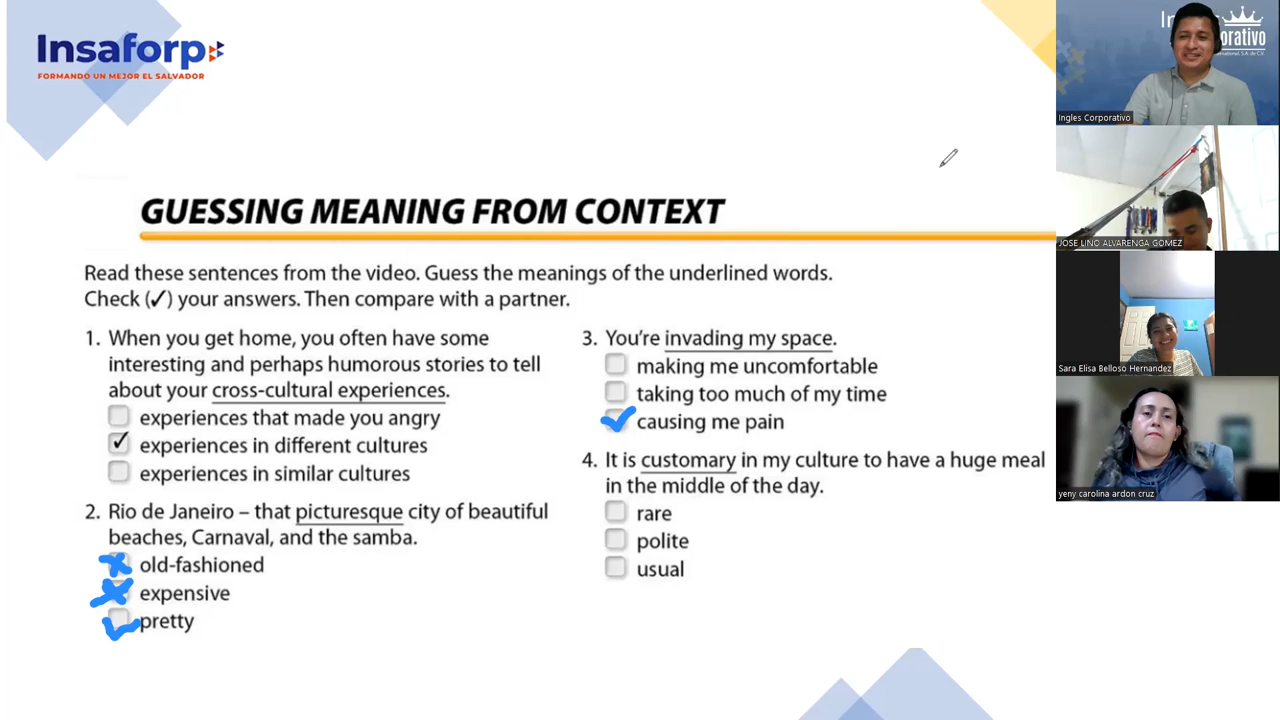 Insaforp
FORMANDO UN MEJOR EL SALVADOR
GUESSING MEANING FROM CONTEXT
Read these sentences from the video. Guess the meanings of the underlined words.
Check (✓) your answers. Then compare with a partner.
1. When you get home, you often have some
interesting and perhaps humorous stories to tell
about your cross-cultural experiences.
experiences that made you angry
✓ experiences in different cultures
experiences in similar cultures
2. Rio de Janeiro – that picturesque city of beautiful
beaches, Carnaval, and the samba.
old-fashioned
expensive
pretty
3. You're invading my space.
making me uncomfortable
taking too much of my time
causing me pain
4. It is customary in my culture to have a huge meal
in the middle of the day.
rare
polite
usual
Ingles Corporativo
JOSE LINO ALVARENGA GOMEZ
Sara Elisa Belloso Hernandez
yeny carolina ardon cruz